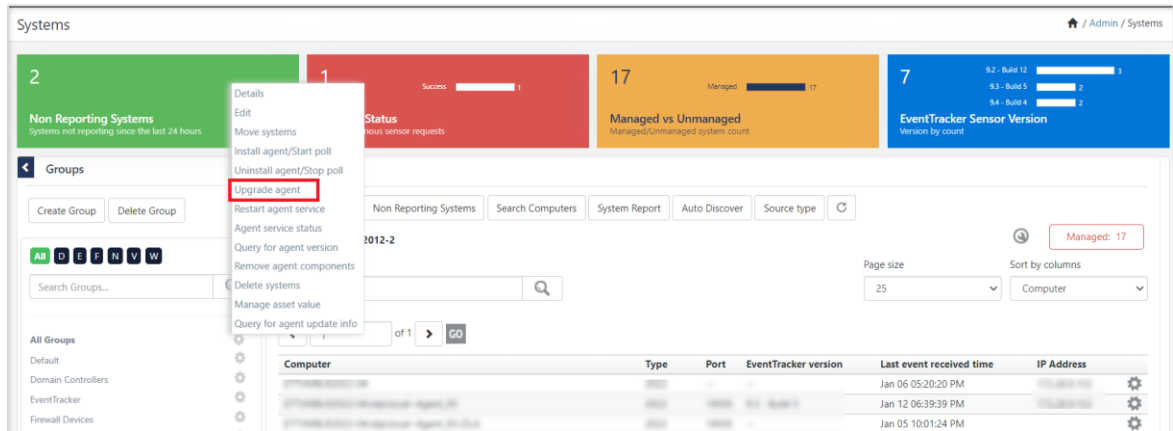 Systems
/ Admin / Systems
2
Non Reporting Systems
Systems not reporting since the last 24 hours
1
Success 1
Status
rious sensor requests
17
Managed 17
Managed vs Unmanaged
Managed/Unmanaged system count
7
9.2 - Build 12 3
9.3 - Build 5 2
9.4 - Build 4 2
EventTracker Sensor Version
Version by count
Details
Edit
Move systems
Install agent/Start poll
Uninstall agent/Stop poll
Upgrade agent
Restart agent service
Agent service status
Query for agent version
Remove agent components
Delete systems
Manage asset value
Query for agent update info
Groups
Create Group
Delete Group
Non Reporting Systems
Search Computers
System Report
Auto Discover
Source type
2012-2
Managed: 17
All D E F N V W
Search Groups...
Page size
25
Sort by columns
Computer
1 of 1 GO
All Groups
Default
Domain Controllers
EventTracker
Firewall Devices
Computer Type Port EventTracker version Last event received time IP Address
Jan 06 05:20:20 PM
Jan 12 06:39:39 PM
Jan 05 10:01:24 PM